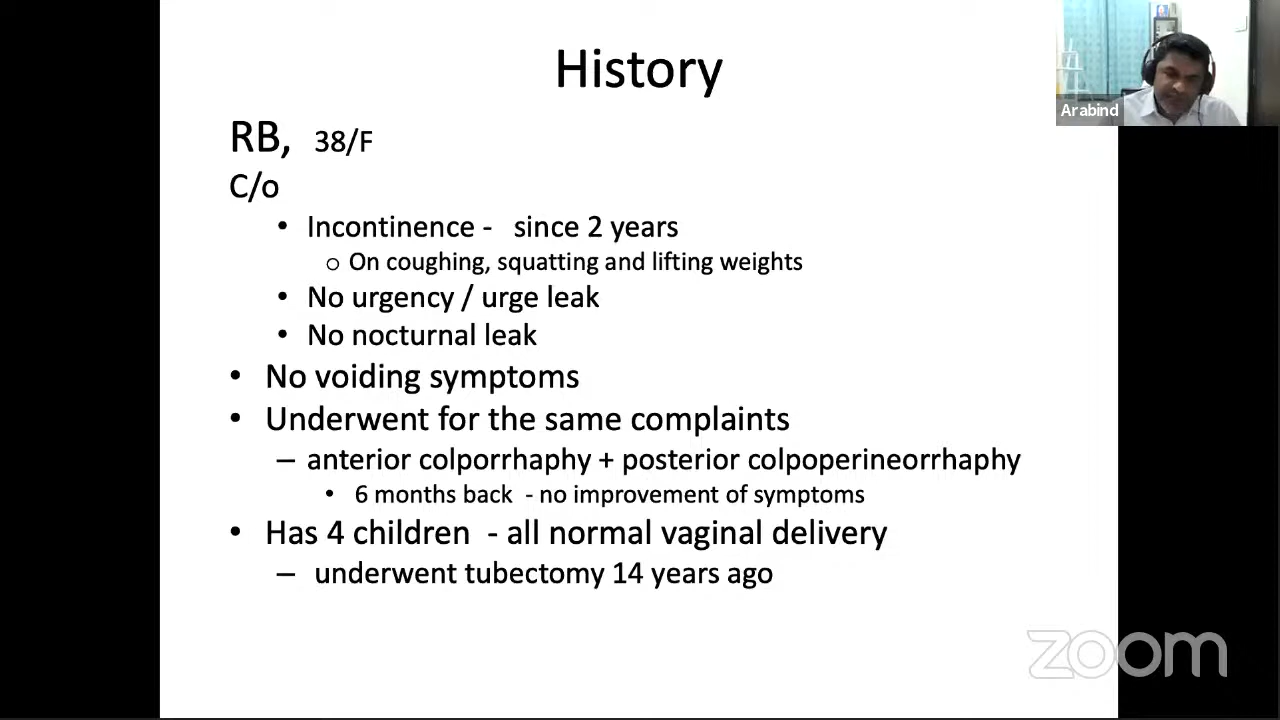 History
Arabind
RB, 38/F
C/o
• Incontinence - since 2 years
o On coughing, squatting and lifting weights
• No urgency / urge leak
• No nocturnal leak
• No voiding symptoms
• Underwent for the same complaints
– anterior colporrhaphy + posterior colpoperineorrhaphy
• 6 months back - no improvement of symptoms
• Has 4 children - all normal vaginal delivery
– underwent tubectomy 14 years ago
zoom